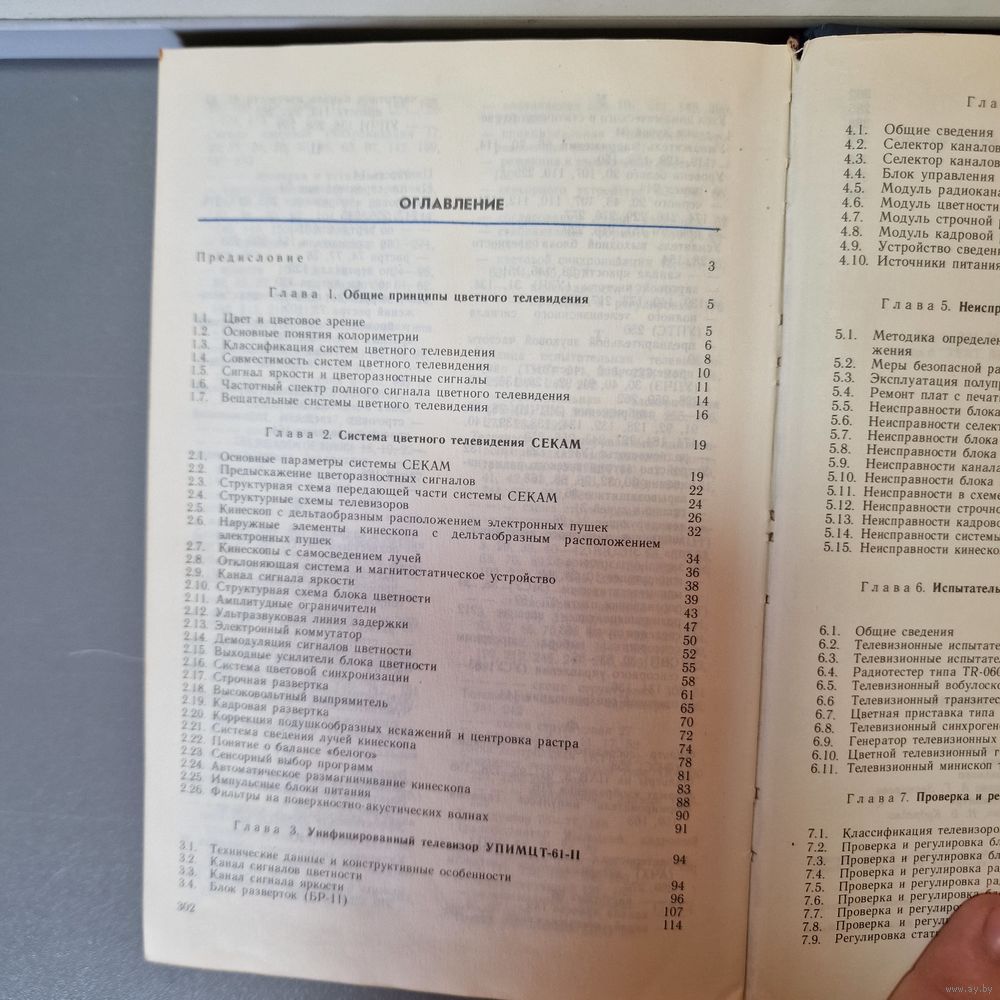 ОГЛАВЛЕНИЕ
Предисловие 3
Глава 1. Общие принципы цветного телевидения 5
1.1. Цвет и цветовое зрение 5
1.2. Основные понятия колориметрии 6
1.3. Классификация систем цветного телевидения 8
1.4. Совместимость систем цветного телевидения 10
1.5. Сигнал яркости и цветоразностные сигналы 11
1.6. Частотный спектр полного сигнала цветного телевидения 14
1.7. Вещательные системы цветного телевидения 16
Глава 2. Система цветного телевидения СЕКАМ 19
2.1. Основные параметры системы СЕКАМ 19
2.2. Предыскажение цветоразностных сигналов 22
2.3. Структурная схема передающей части системы СЕКАМ 24
2.4. Структурные схемы телевизоров 26
2.5. Кинескоп с дельтаобразным расположением электронных пушек 32
2.6. Наружные элементы кинескопа с дельтаобразным расположением
электронных пушек 34
2.7. Кинескопы с самосведением лучей 36
2.8. Отклоняющая система и магнитостатическое устройство 38
2.9. Канал сигнала яркости 39
2.10. Структурная схема блока цветности 43
2.11. Амплитудные ограничители 47
2.12. Ультразвуковая линия задержки 50
2.13. Электронный коммутатор 52
2.14. Демодуляция сигналов цветности 55
2.15. Выходные усилители блока цветности 58
2.16. Система цветовой синхронизации 61
2.17. Строчная развертка 65
2.18. Высоковольтный выпрямитель 70
2.19. Кадровая развертка 72
2.20. Коррекция подушкообразных искажений и центровка растра 74
2.21. Система сведения лучей кинескопа 78
2.22. Понятие о балансе «белого» 81
2.23. Сенсорный выбор программ 83
2.24. Автоматическое размагничивание кинескопа 88
2.25. Импульсные блоки питания 90
2.26. Фильтры на поверхностно-акустических волнах 91
Глава 3. Унифицированный телевизор УПИМЦТ-61-II 94
3.1. Технические данные и конструктивные особенности 94
3.2. Канал сигналов цветности 96
3.3. Канал сигнала яркости 107
3.4. Блок разверток (БР-11) 114
302
Глав
4.1. Общие сведения
4.2. Селектор каналов
4.3. Селектор каналов
4.4. Блок управления
4.5. Модуль радиокана
4.6. Модуль цветности
4.7. Модуль строчной р
4.8. Модуль кадровой
4.9. Устройство сведени
4.10. Источники питания
Глава 5. Неиспр
5.1. Методика определен
жения
5.2. Меры безопасной ра
5.3. Эксплуатация полуп
5.4. Ремонт плат с печат
5.5. Неисправности блока
5.6. Неисправности селект
5.7. Неисправности блока
5.8. Неисправности блока
5.9. Неисправности канала
5.10. Неисправности блока
5.11. Неисправности в схеме
5.12. Неисправности строчно
5.13. Неисправности кадрово
5.14. Неисправности системы
5.15. Неисправности кинеско
Глава 6. Испытатель
6.1. Общие сведения
6.2. Телевизионные испытате
6.3. Телевизионные испытате
6.4. Радиотестер типа TR-060
6.5. Телевизионный вобулоск
6.6 Телевизионный транзитес
6.7. Цветная приставка типа
6.8. Телевизионный синхроген
6.9. Генератор телевизионных
6.10. Цветной телевизионный г
6.11. Телевизионный минископ т
Глава 7. Проверка и ре
7.1. Классификация телевизоро
7.2. Проверка и регулировка бл
7.3. Проверка и регулировка бл
7.4. Проверка и регулировка ра
7.5. Проверка и регулировка ра
7.6. Проверка и регулировка бло
7.7. Проверка и регулиров
7.8. Проверка и регулир
7.9. Регулировка стат
www.ay.by